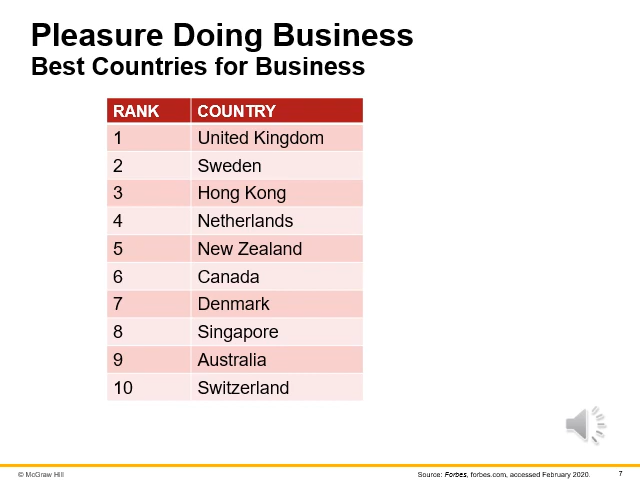 Pleasure Doing Business
Best Countries for Business
RANK COUNTRY
1 United Kingdom
2 Sweden
3 Hong Kong
4 Netherlands
5 New Zealand
6 Canada
7 Denmark
8 Singapore
9 Australia
10 Switzerland
© McGraw Hill
Source: Forbes, forbes.com, accessed February 2020.
7